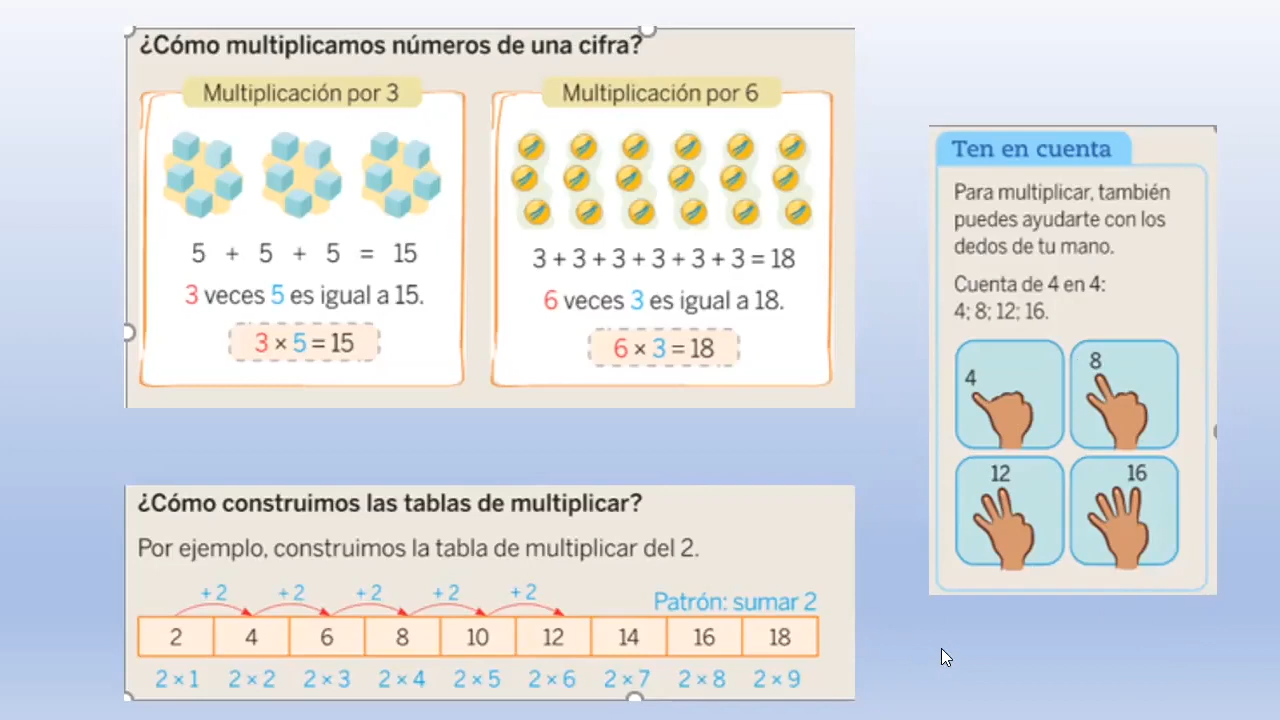 ¿Cómo multiplicamos números de una cifra?
Multiplicación por 3
5 + 5 + 5 = 15
3 veces 5 es igual a 15.
3 × 5 = 15
Multiplicación por 6
3 + 3 + 3 + 3 + 3 + 3 = 18
6 veces 3 es igual a 18.
6 × 3 = 18
¿Cómo construimos las tablas de multiplicar?
Por ejemplo, construimos la tabla de multiplicar del 2.
+ 2 + 2 + 2 + 2 + 2
Patrón: sumar 2
2 4 6 8 10 12 14 16 18
2 × 1 2 × 2 2 × 3 2 × 4 2 × 5 2 × 6 2 × 7 2 × 8 2 × 9
Ten en cuenta
Para multiplicar, también
puedes ayudarte con los
dedos de tu mano.
Cuenta de 4 en 4:
4; 8; 12; 16.
4
8
12
16